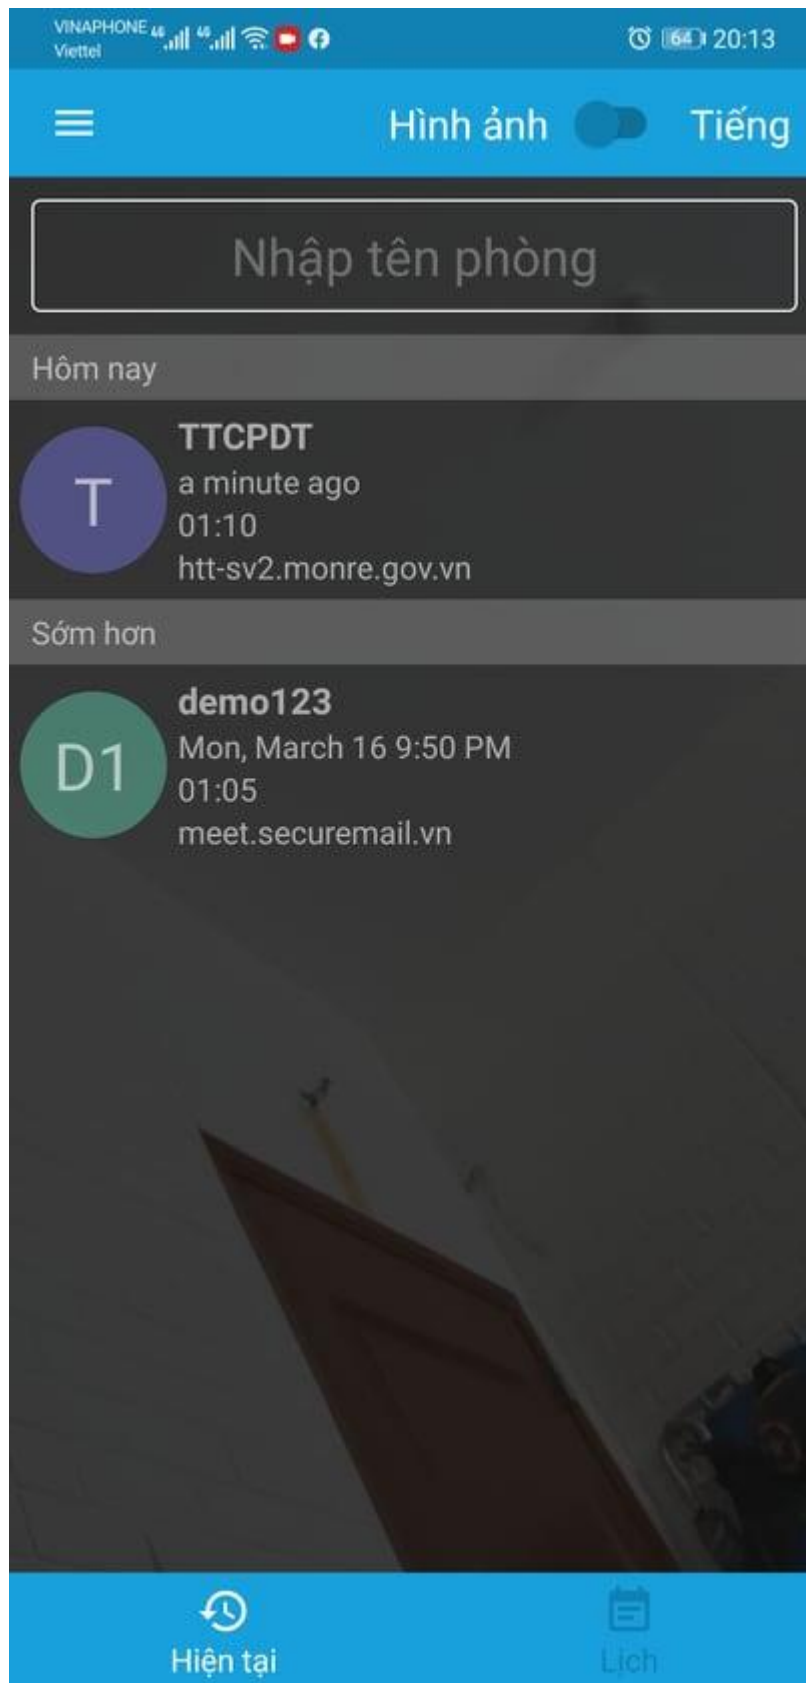 VINAPHONE 4G 4G 64 20:13
Viettel
Hình ảnh Tiếng
Nhập tên phòng
Hôm nay
T
TTCPDT
a minute ago
01:10
htt-sv2.monre.gov.vn
Sớm hơn
D1
demo123
Mon, March 16 9:50 PM
01:05
meet.securemail.vn
Hiện tại Lịch